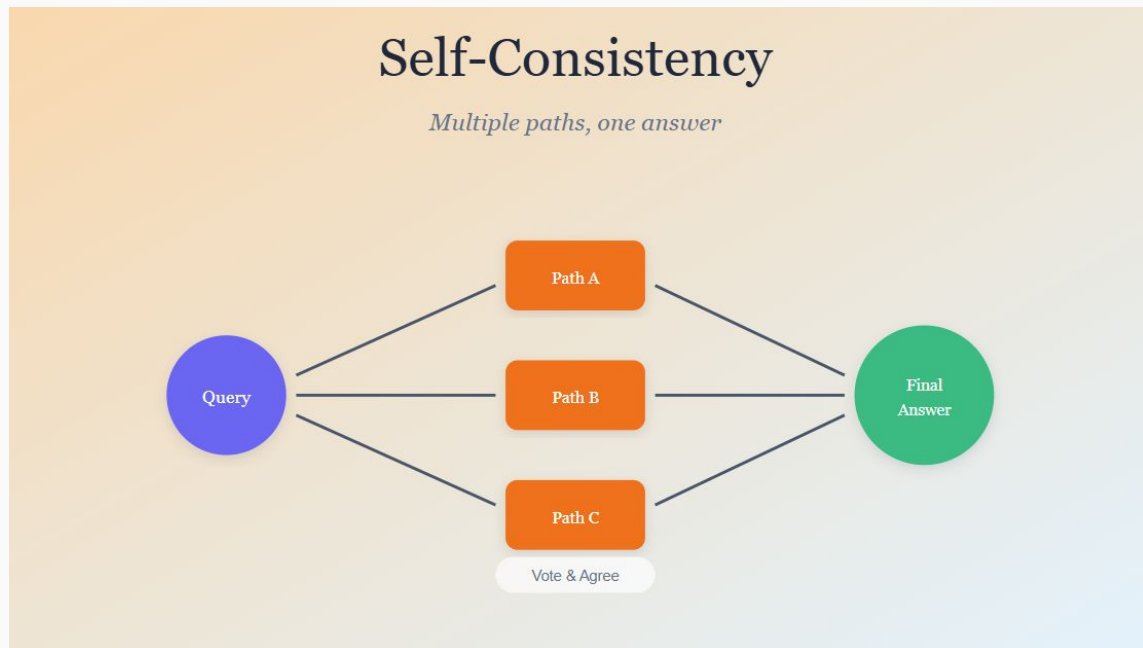 Self-Consistency
Multiple paths, one answer
Path A
Query
Path B
Final
Answer
Path C
Vote & Agree